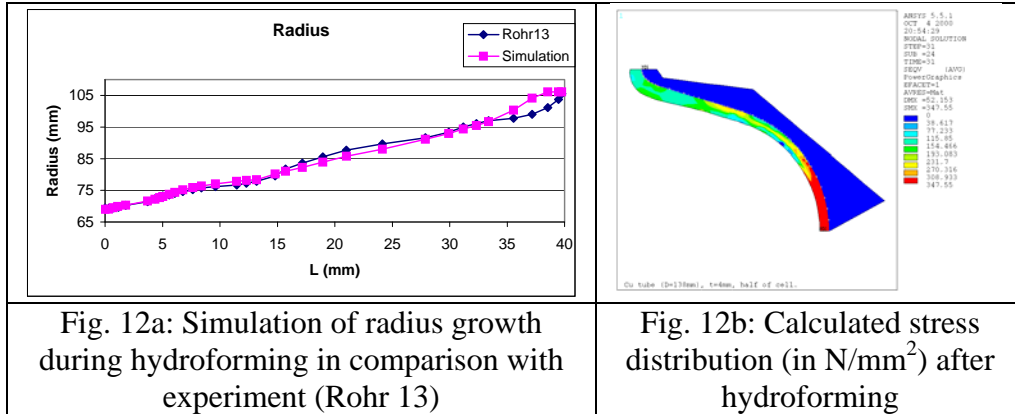 Radius
Rohr13
Simulation
Radius (mm)
105
95
85
75
65
0
5
10
15
20
25
30
35
40
L (mm)
1
ANSYS 5.5.1
OCT 4 2000
20:54:29
NODAL SOLUTION
STEP=31
SUB =24
TIME=31
SEQV (AVG)
PowerGraphics
EFACET=1
AVRES=Mat
DMX =52.153
SMX =347.55
0
38.617
77.233
115.85
154.466
193.083
231.7
270.316
308.933
347.55
Cu tube (D=138mm), t=4mm, half of cell.
Fig. 12a: Simulation of radius growth
during hydroforming in comparison with
experiment (Rohr 13)
Fig. 12b: Calculated stress
distribution (in N/mm²) after
hydroforming